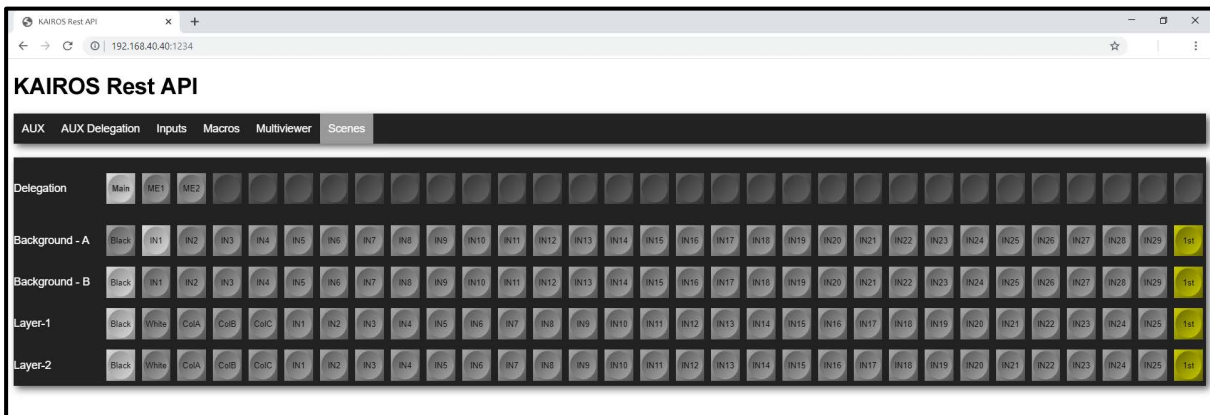 KAIROS Rest API
192.168.40.40:1234
KAIROS Rest API
AUX AUX Delegation Inputs Macros Multiviewer Scenes
Delegation Main ME1 ME2
Background - A Black IN1 IN2 IN3 IN4 IN5 IN6 IN7 IN8 IN9 IN10 IN11 IN12 IN13 IN14 IN15 IN16 IN17 IN18 IN19 IN20 IN21 IN22 IN23 IN24 IN25 IN26 IN27 IN28 IN29 1st
Background - B Black IN1 IN2 IN3 IN4 IN5 IN6 IN7 IN8 IN9 IN10 IN11 IN12 IN13 IN14 IN15 IN16 IN17 IN18 IN19 IN20 IN21 IN22 IN23 IN24 IN25 IN26 IN27 IN28 IN29 1st
Layer-1 Black White ColA ColB ColC IN1 IN2 IN3 IN4 IN5 IN6 IN7 IN8 IN9 IN10 IN11 IN12 IN13 IN14 IN15 IN16 IN17 IN18 IN19 IN20 IN21 IN22 IN23 IN24 IN25 1st
Layer-2 Black White ColA ColB ColC IN1 IN2 IN3 IN4 IN5 IN6 IN7 IN8 IN9 IN10 IN11 IN12 IN13 IN14 IN15 IN16 IN17 IN18 IN19 IN20 IN21 IN22 IN23 IN24 IN25 1st